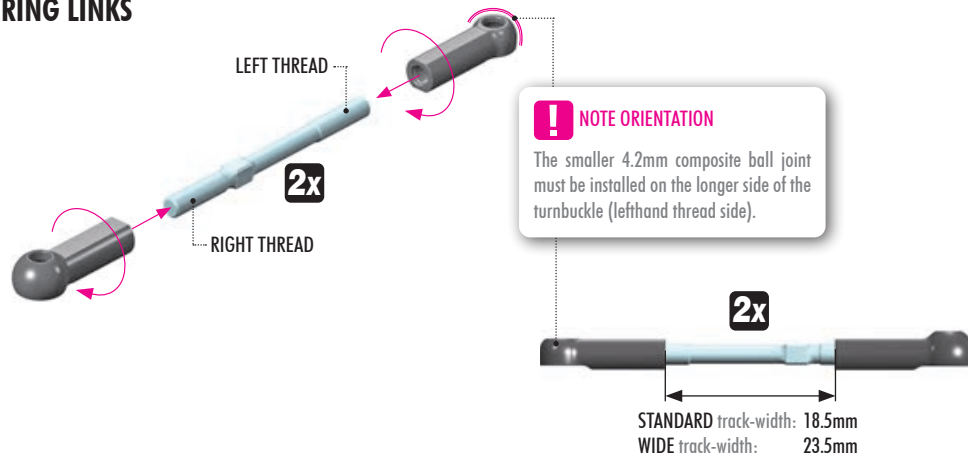 RING LINKS
LEFT THREAD
2x
RIGHT THREAD
! NOTE ORIENTATION
The smaller 4.2mm composite ball joint
must be installed on the longer side of the
turnbuckle (lefthand thread side).
2x
STANDARD track-width: 18.5mm
WIDE track-width: 23.5mm